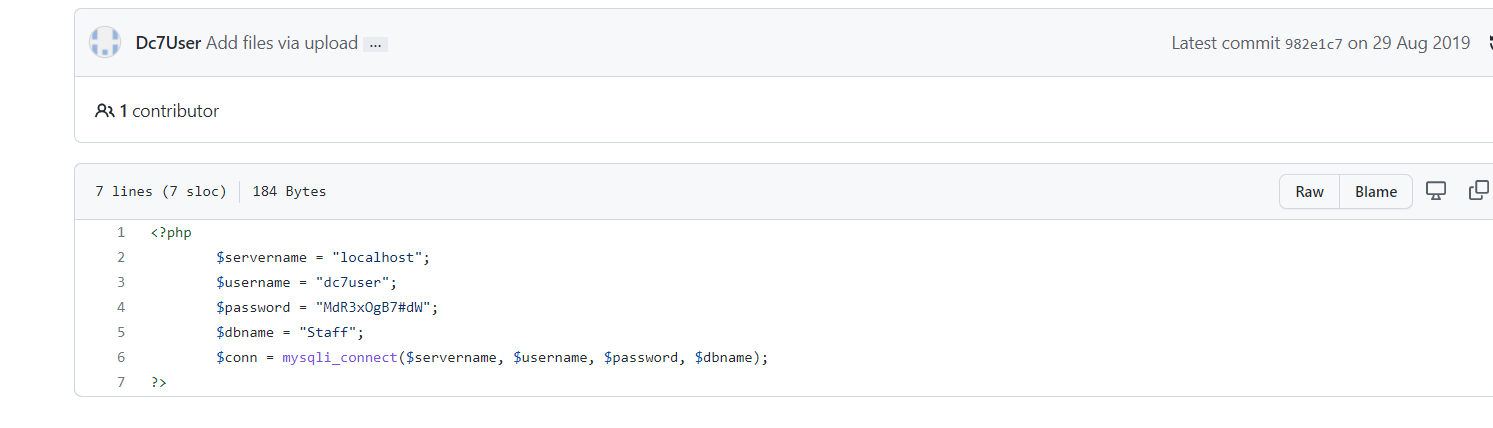 Dc7User Add files via upload ... Latest commit 982e1c7 on 29 Aug 2019
1 contributor
7 lines (7 sloc) 184 Bytes Raw Blame
1 <?php
2 $servername = "localhost";
3 $username = "dc7user";
4 $password = "MdR3xOgB7#dW";
5 $dbname = "Staff";
6 $conn = mysqli_connect($servername, $username, $password, $dbname);
7 ?>